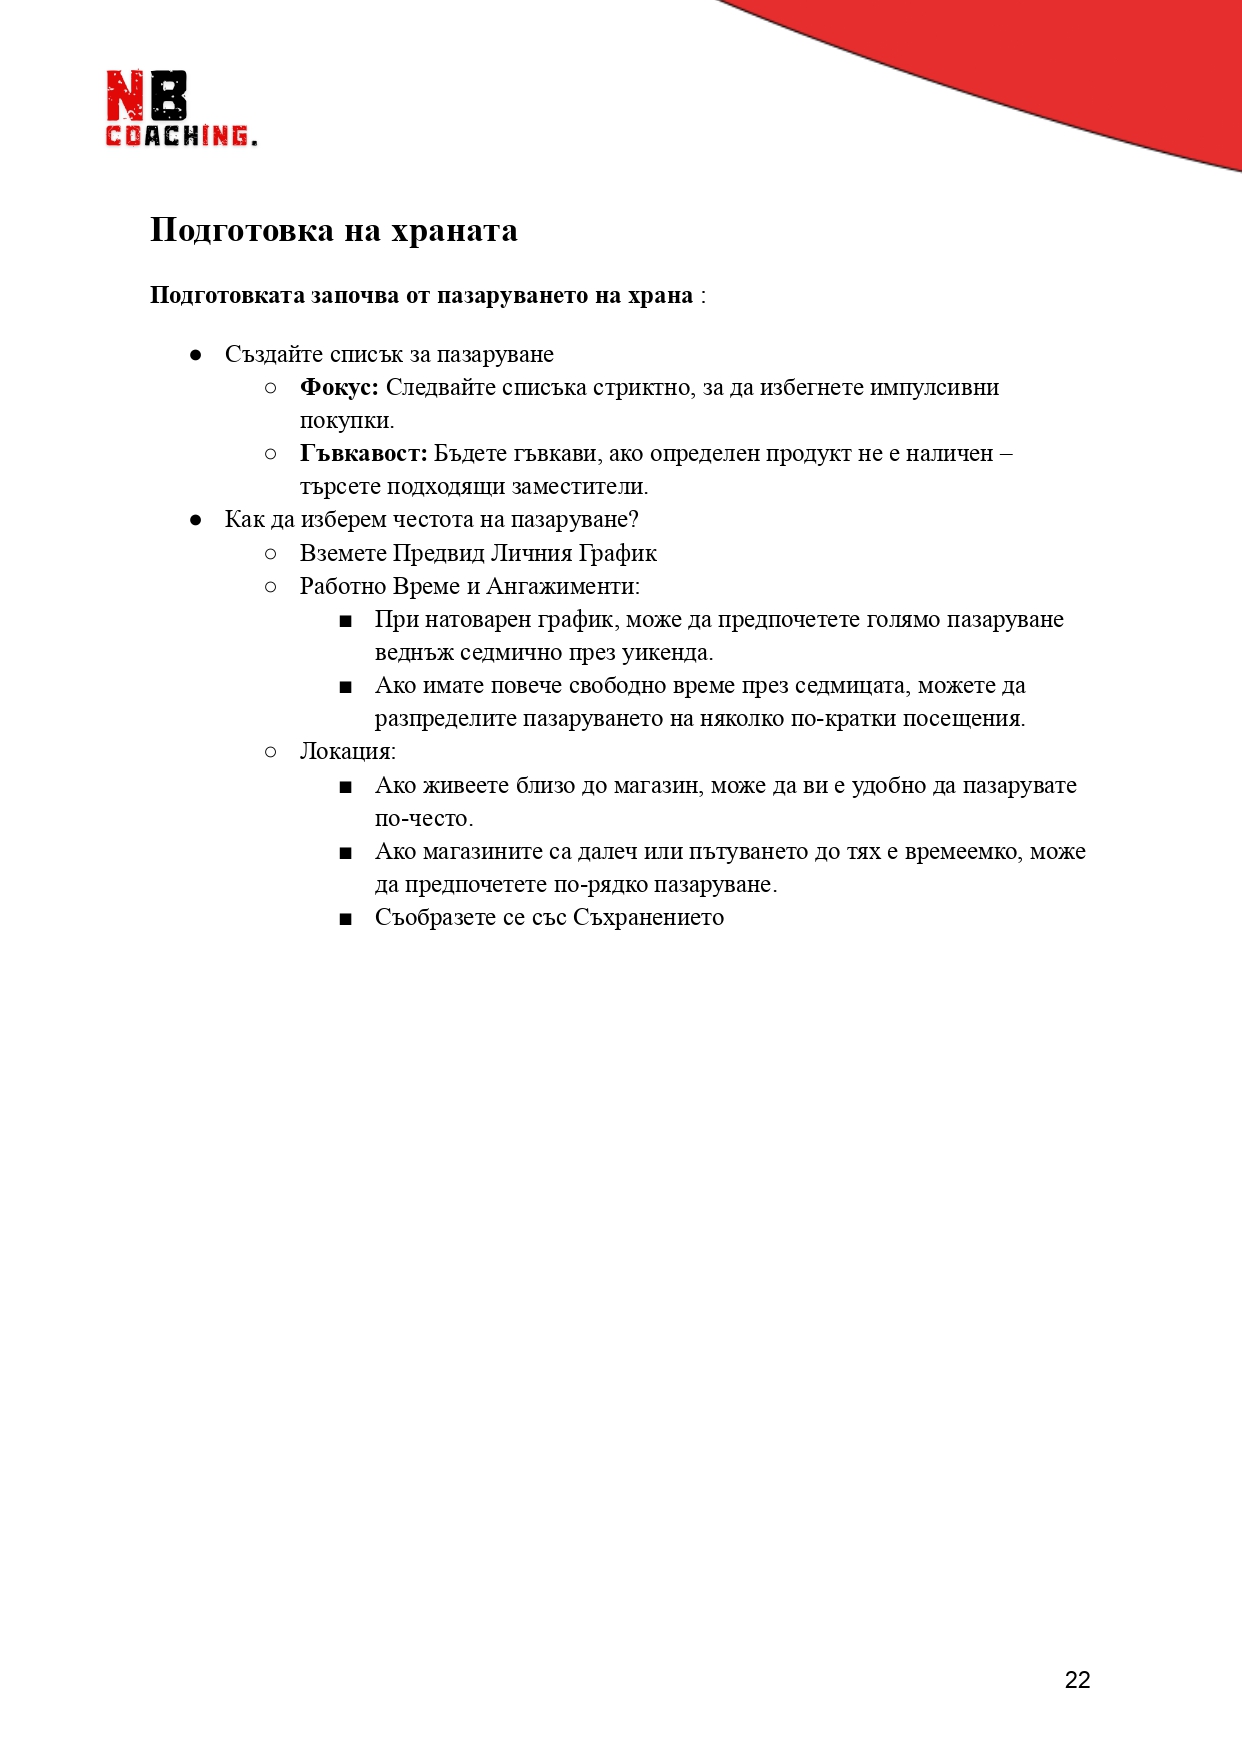 NB
COACHING.
Подготовка на храната
Подготовката започва от пазаруването на храна :
● Създайте списък за пазаруване
○ Фокус: Следвайте списъка стриктно, за да избегнете импулсивни
покупки.
○ Гъвкавост: Бъдете гъвкави, ако определен продукт не е наличен –
търсете подходящи заместители.
● Как да изберем честота на пазаруване?
○ Вземете Предвид Личния График
○ Работно Време и Ангажименти:
■ При натоварен график, може да предпочетете голямо пазаруване
веднъж седмично през уикенда.
■ Ако имате повече свободно време през седмицата, можете да
разпределите пазаруването на няколко по-кратки посещения.
○ Локация:
■ Ако живеете близо до магазин, може да ви е удобно да пазарувате
по-често.
■ Ако магазините са далеч или пътуването до тях е времеемко, може
да предпочетете по-рядко пазаруване.
■ Съобразете се със Съхранението
22